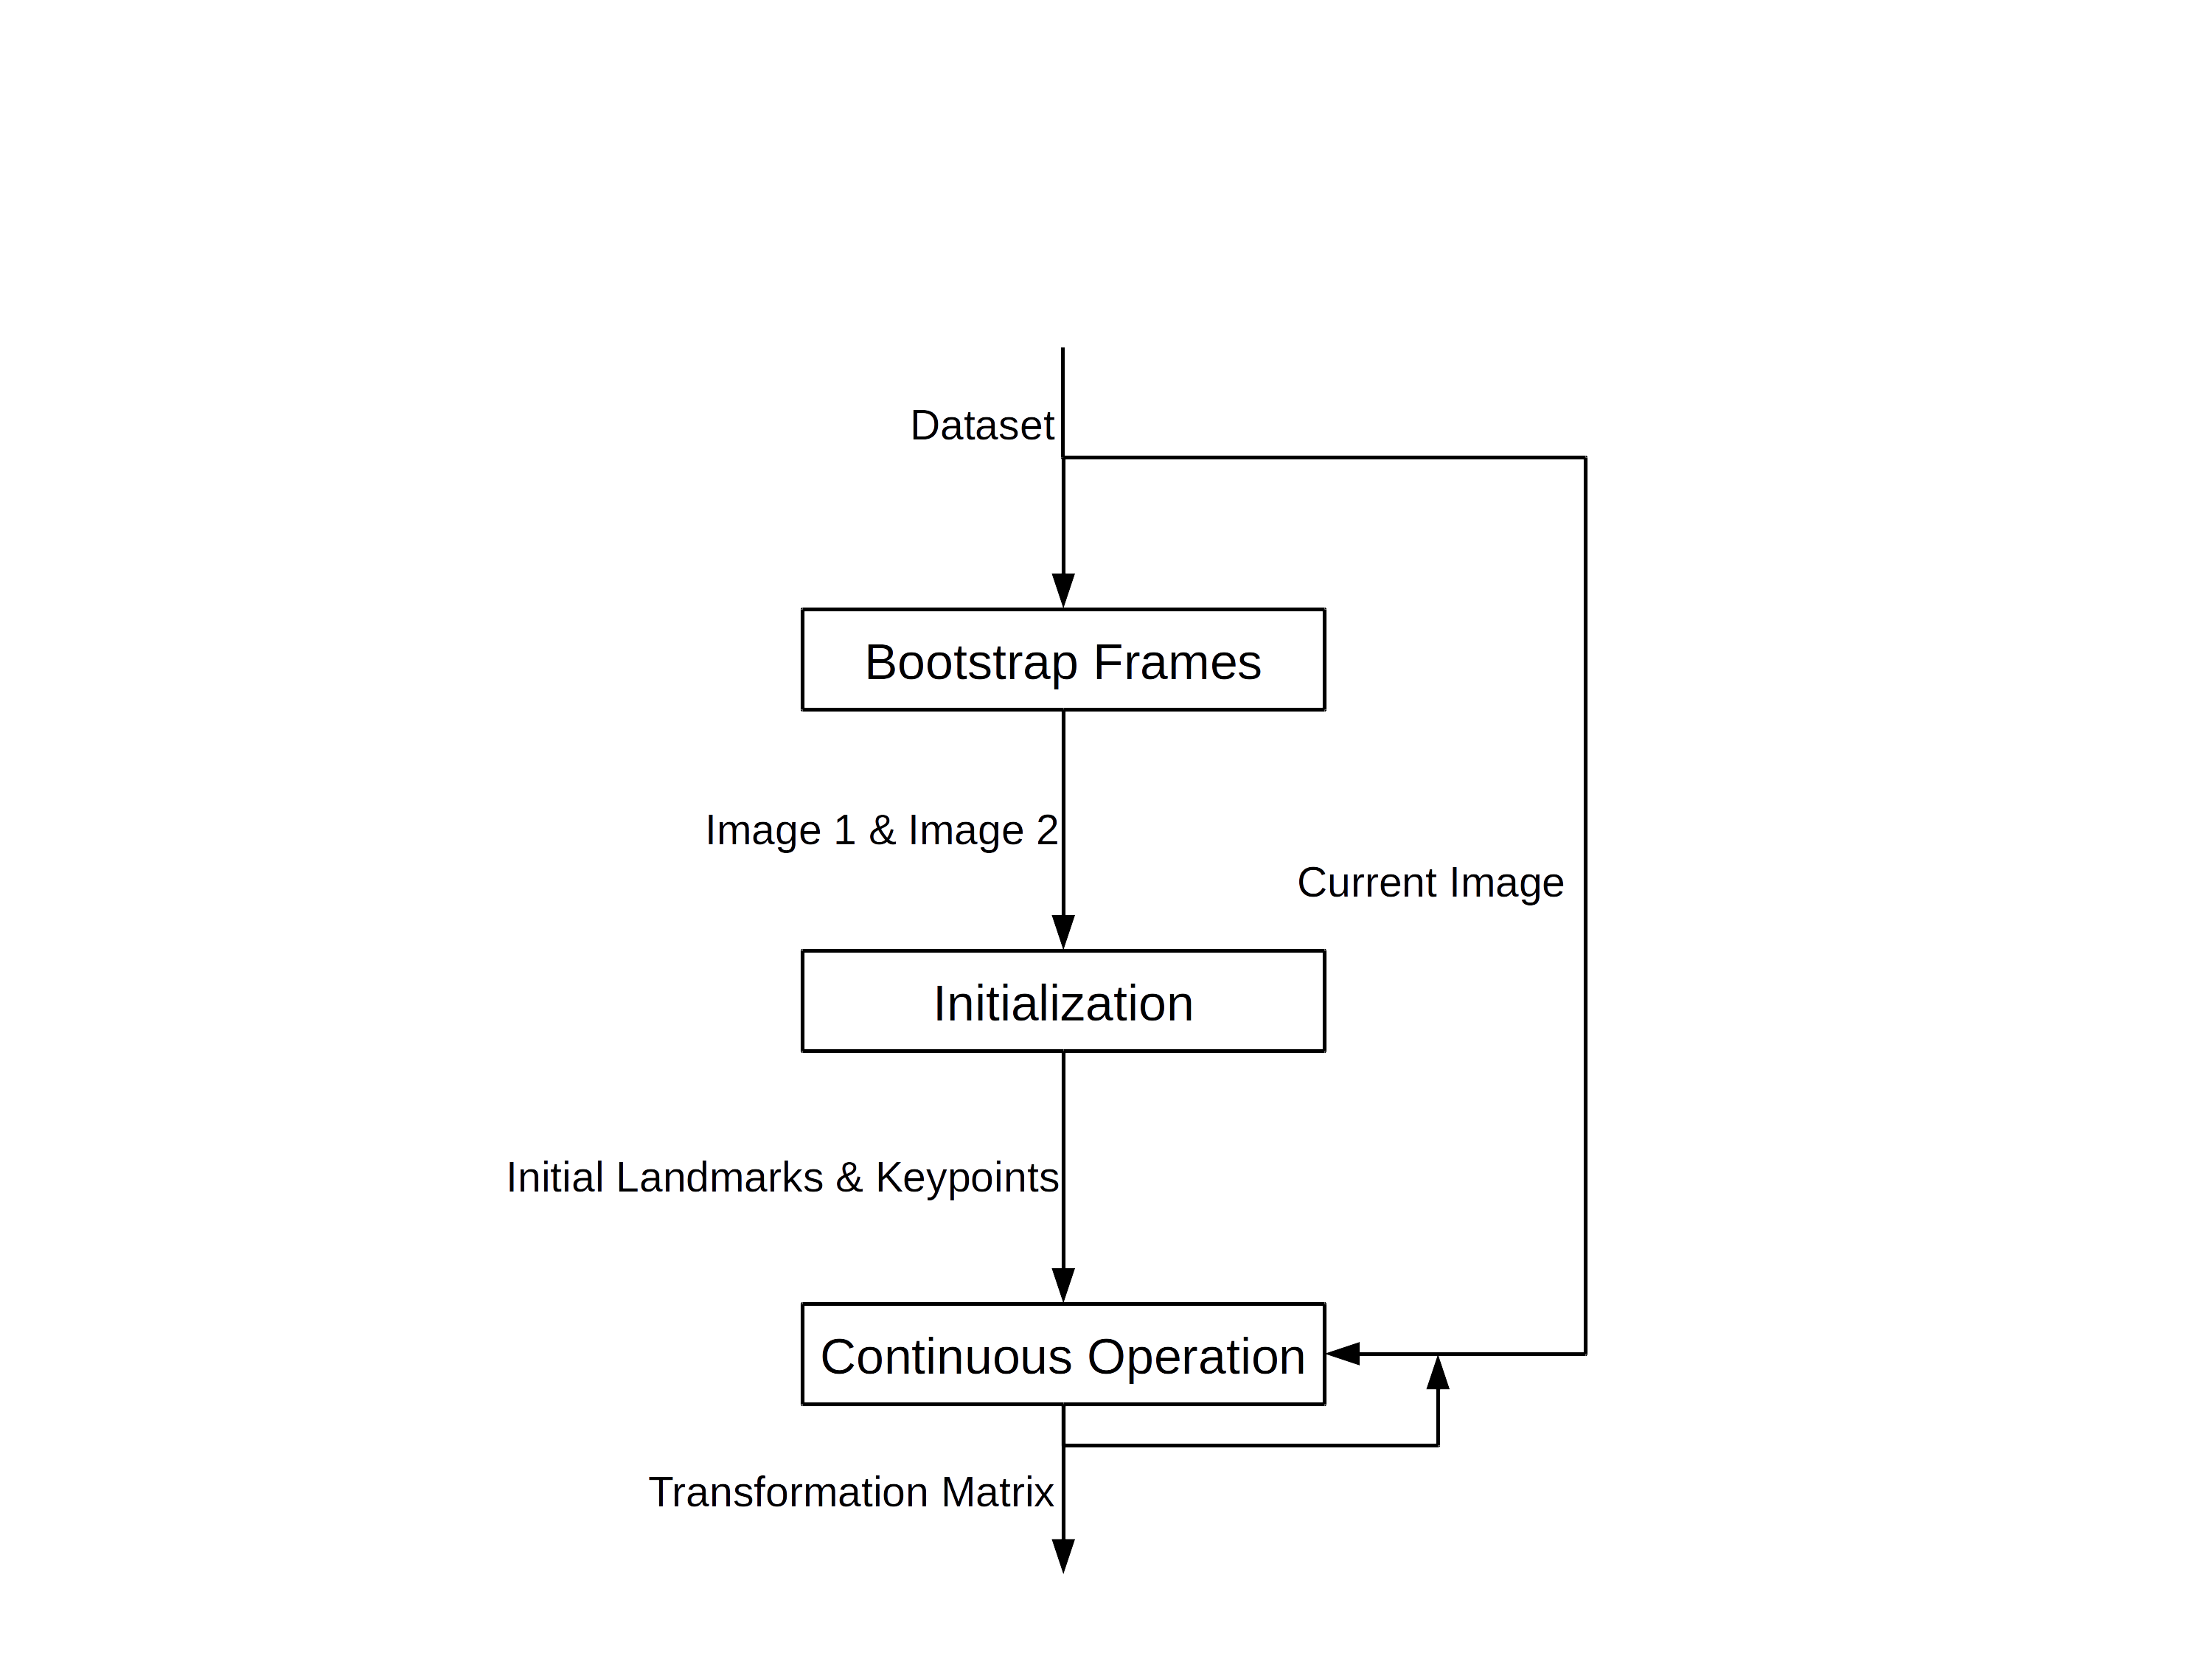 Dataset
Bootstrap Frames
Image 1 & Image 2
Current Image
Initialization
Initial Landmarks & Keypoints
Continuous Operation
Transformation Matrix